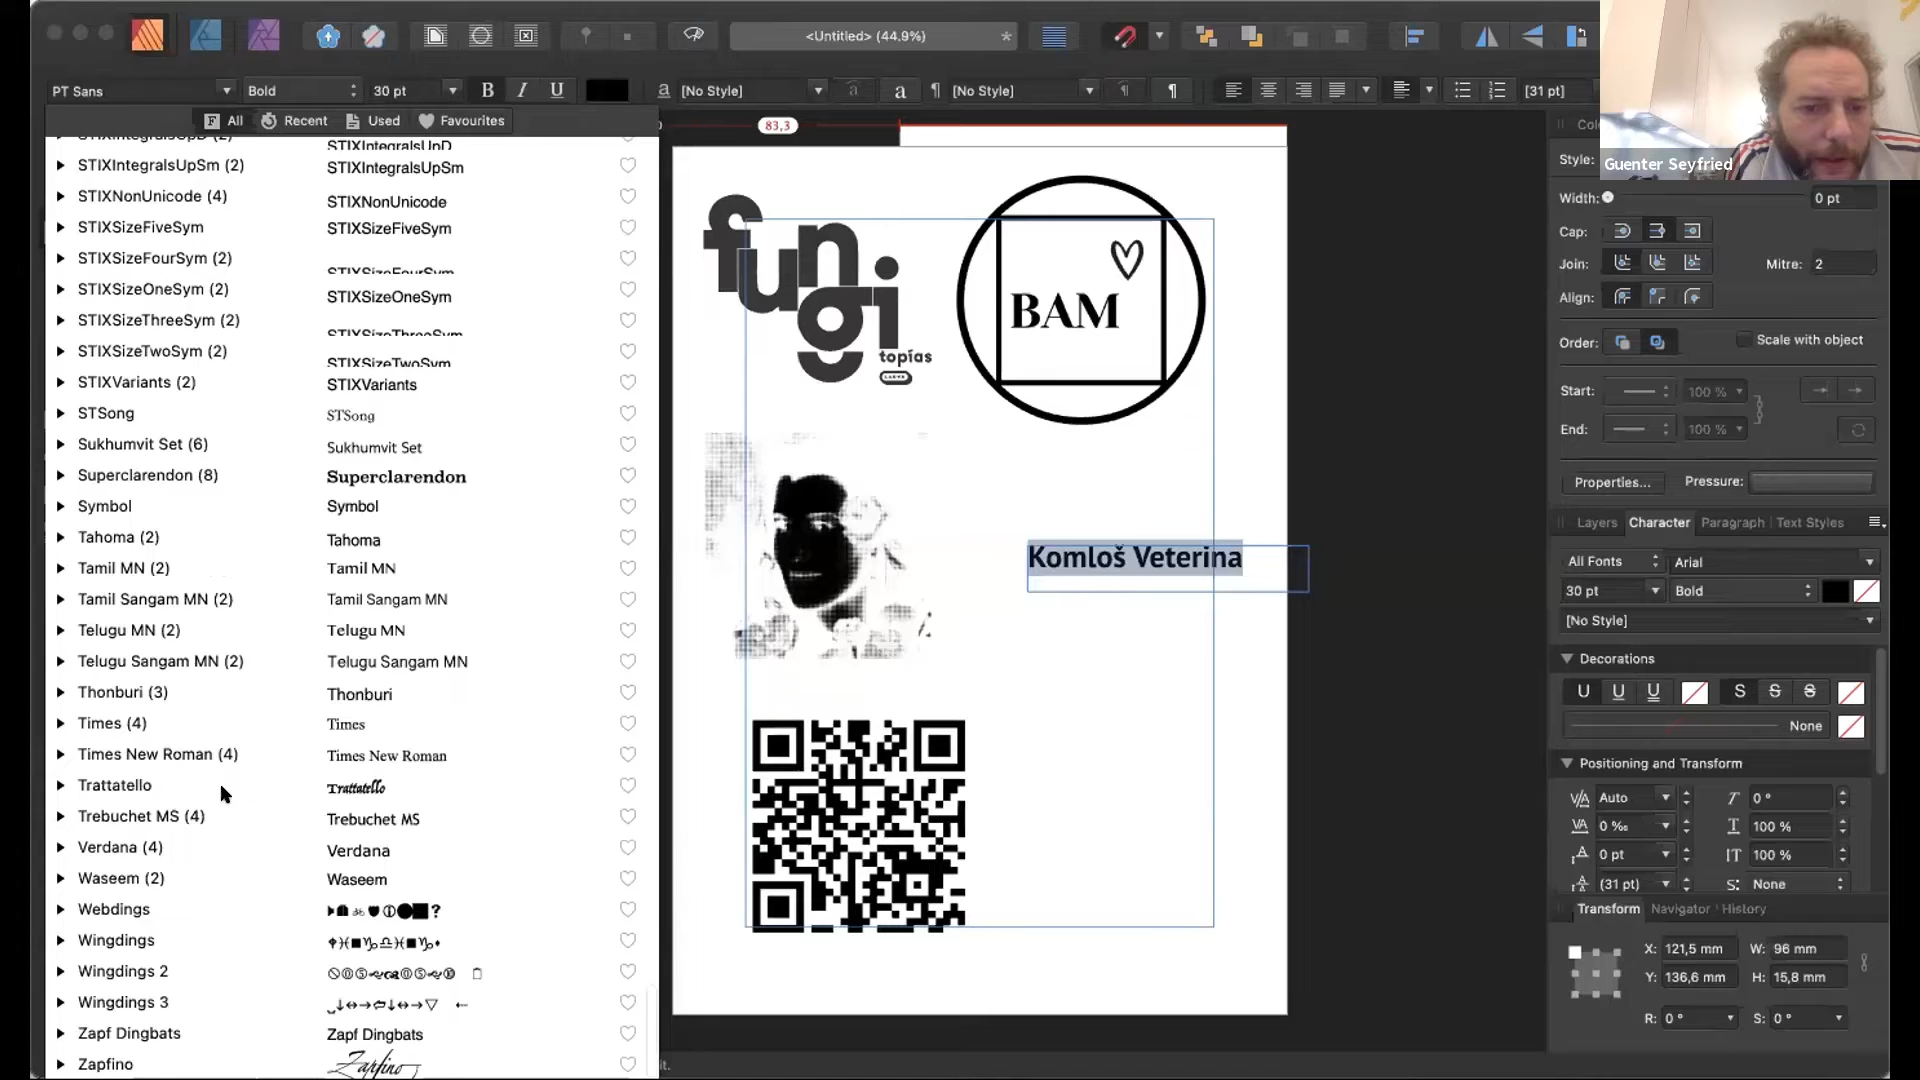 <Untitled> (44.9%)
*
PT Sans
Bold
30 pt
B
I
U
a
[No Style]
a
a
¶
[No Style]
¶
¶
[31 pt]
F
All
Recent
Used
Favourites
83,3
STIXIntegralsUpD (2)
STIXIntegralsUpD
STIXIntegralsUpSm (2)
STIXIntegralsUpSm
STIXNonUnicode (4)
STIXNonUnicode
STIXSizeFiveSym
STIXSizeFiveSym
STIXSizeFourSym (2)
STIXSizeFourSym
STIXSizeOneSym (2)
STIXSizeOneSym
STIXSizeThreeSym (2)
STIXSizeThreeSym
STIXSizeTwoSym (2)
STIXSizeTwoSym
STIXVariants (2)
STIXVariants
STSong
STSong
Sukhumvit Set (6)
Sukhumvit Set
Superclarendon (8)
Superclarendon
Symbol
Symbol
Tahoma (2)
Tahoma
Tamil MN (2)
Tamil MN
Tamil Sangam MN (2)
Tamil Sangam MN
Telugu MN (2)
Telugu MN
Telugu Sangam MN (2)
Telugu Sangam MN
Thonburi (3)
Thonburi
Times (4)
Times
Times New Roman (4)
Times New Roman
Trattatello
Trattatello
Trebuchet MS (4)
Trebuchet MS
Verdana (4)
Verdana
Waseem (2)
Waseem
Webdings
Wingdings
Wingdings 2
Wingdings 3
Zapf Dingbats
Zapf Dingbats
Zapfino
Zapfino
fungi
topías
BAM
Komloš Veterina
Guenter Seyfried
Style:
Width:
0 pt
Cap:
Join:
Mitre: 2
Align:
Order:
Scale with object
Start:
100 %
End:
100 %
Properties...
Pressure:
Layers
Character
Paragraph
Text Styles
All Fonts
Arial
30 pt
Bold
[No Style]
Decorations
U U U
S S S
None
Positioning and Transform
V/A Auto
T 0 °
VA 0 ‰
T 100 %
A 0 pt
IT 100 %
A (31 pt)
S: None
Transform
Navigator
History
X: 121,5 mm
W: 96 mm
Y: 136,6 mm
H: 15,8 mm
R: 0 °
S: 0 °